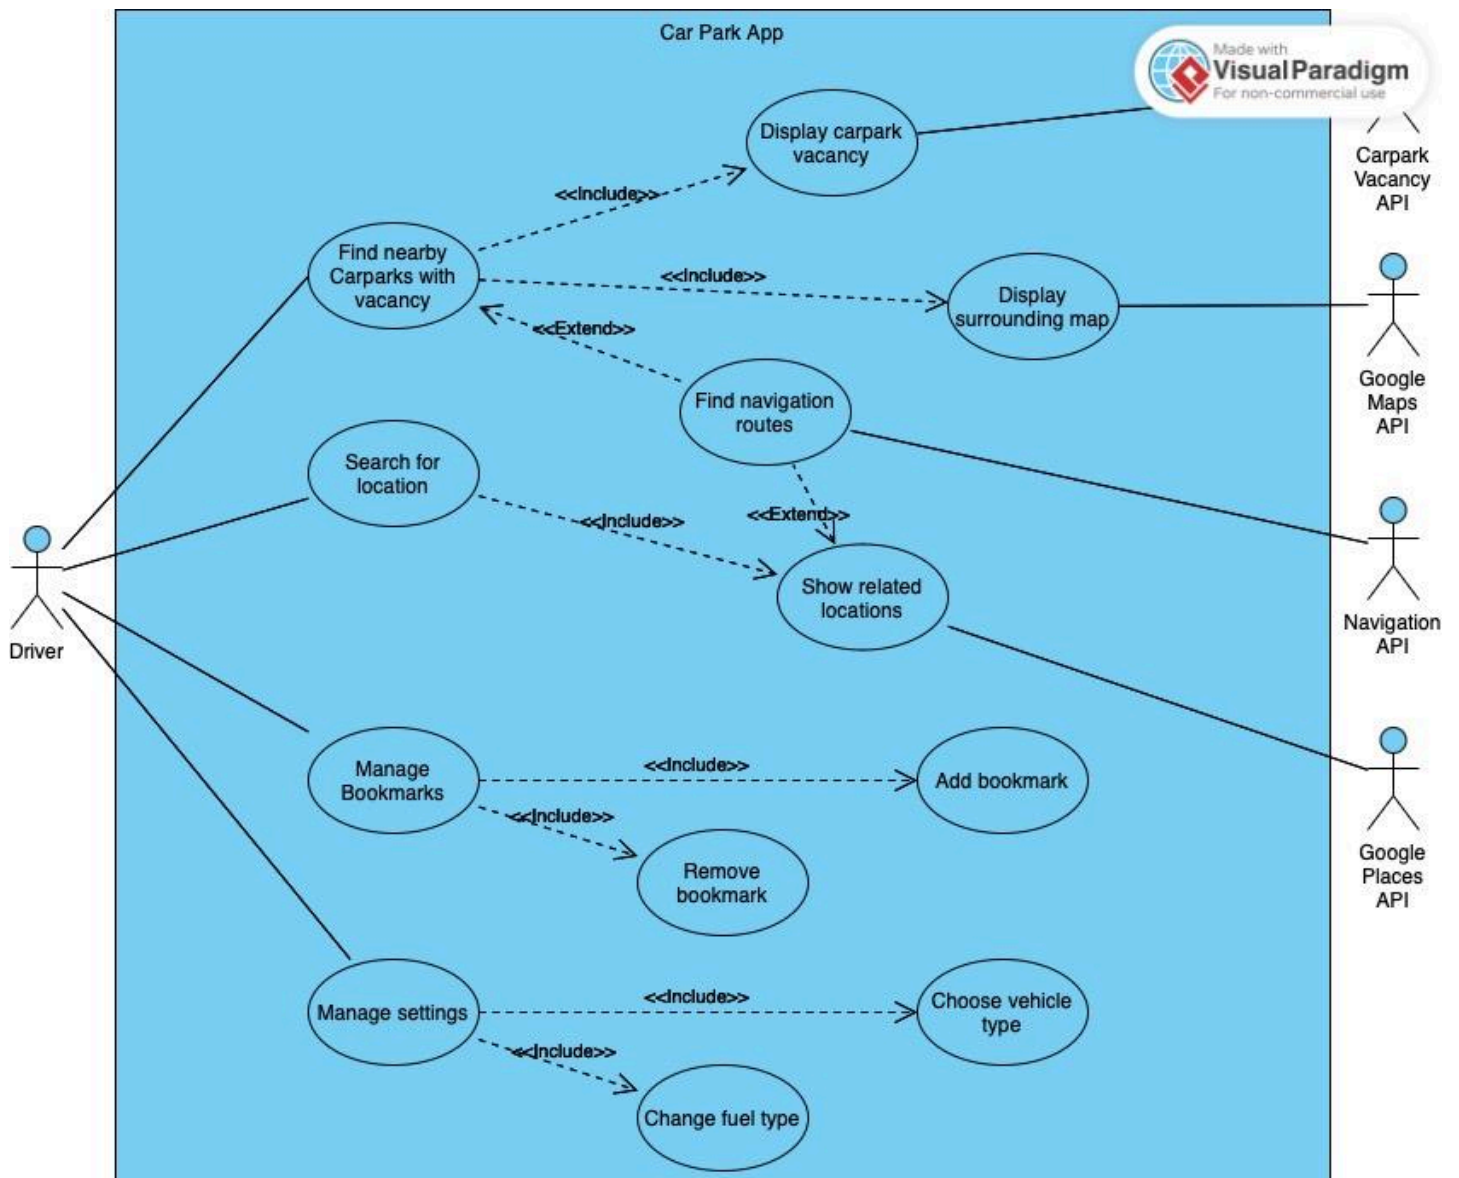 Car Park App
Made with
Visual Paradigm
For non-commercial use
Display carpark
vacancy
Carpark
Vacancy
API
<<Include>>
Find nearby
Carparks with
vacancy
<<Include>>
Display
surrounding map
<<Extend>>
Google
Maps
API
Find navigation
routes
Search for
location
<<Include>>
<<Extend>>
Show related
locations
Driver
Navigation
API
Manage
Bookmarks
<<Include>>
Add bookmark
<<Include>>
Remove
bookmark
Google
Places
API
Manage settings
<<Include>>
Choose vehicle
type
<<Include>>
Change fuel type